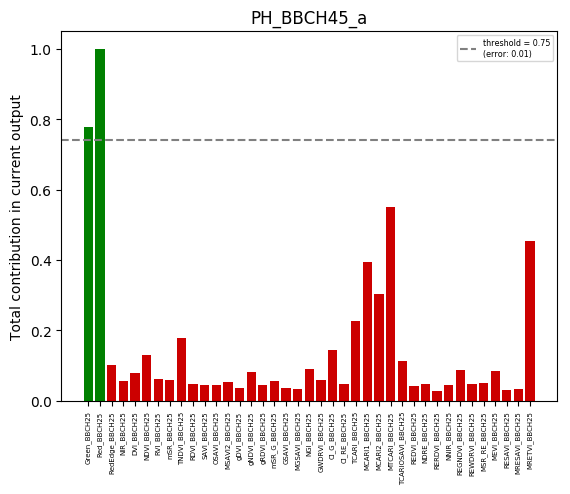 PH_BBCH45_a
threshold = 0.75
(error: 0.01)
Total contribution in current output
1.0
0.8
0.6
0.4
0.2
0.0
Green_BBCH25
Red_BBCH25
RedEdge_BBCH25
NIR_BBCH25
DVI_BBCH25
NDVI_BBCH25
RVI_BBCH25
mSR_BBCH25
TNDVI_BBCH25
RDVI_BBCH25
SAVI_BBCH25
OSAVI_BBCH25
MSAVI2_BBCH25
gDVI_BBCH25
gNDVI_BBCH25
gRDVI_BBCH25
mSR_G_BBCH25
GSAVI_BBCH25
MGSAVI_BBCH25
NGI_BBCH25
GWDRVI_BBCH25
CI_G_BBCH25
CI_RE_BBCH25
TCARI_BBCH25
MCARI1_BBCH25
MCARI2_BBCH25
MTCARI_BBCH25
TCARIOSAVI_BBCH25
REDVI_BBCH25
NDRE_BBCH25
RERDVI_BBCH25
NNIR_BBCH25
REGNDVI_BBCH25
REWDRVI_BBCH25
MSR_RE_BBCH25
MEVI_BBCH25
RESAVI_BBCH25
MRESAVI_BBCH25
MRETVI_BBCH25